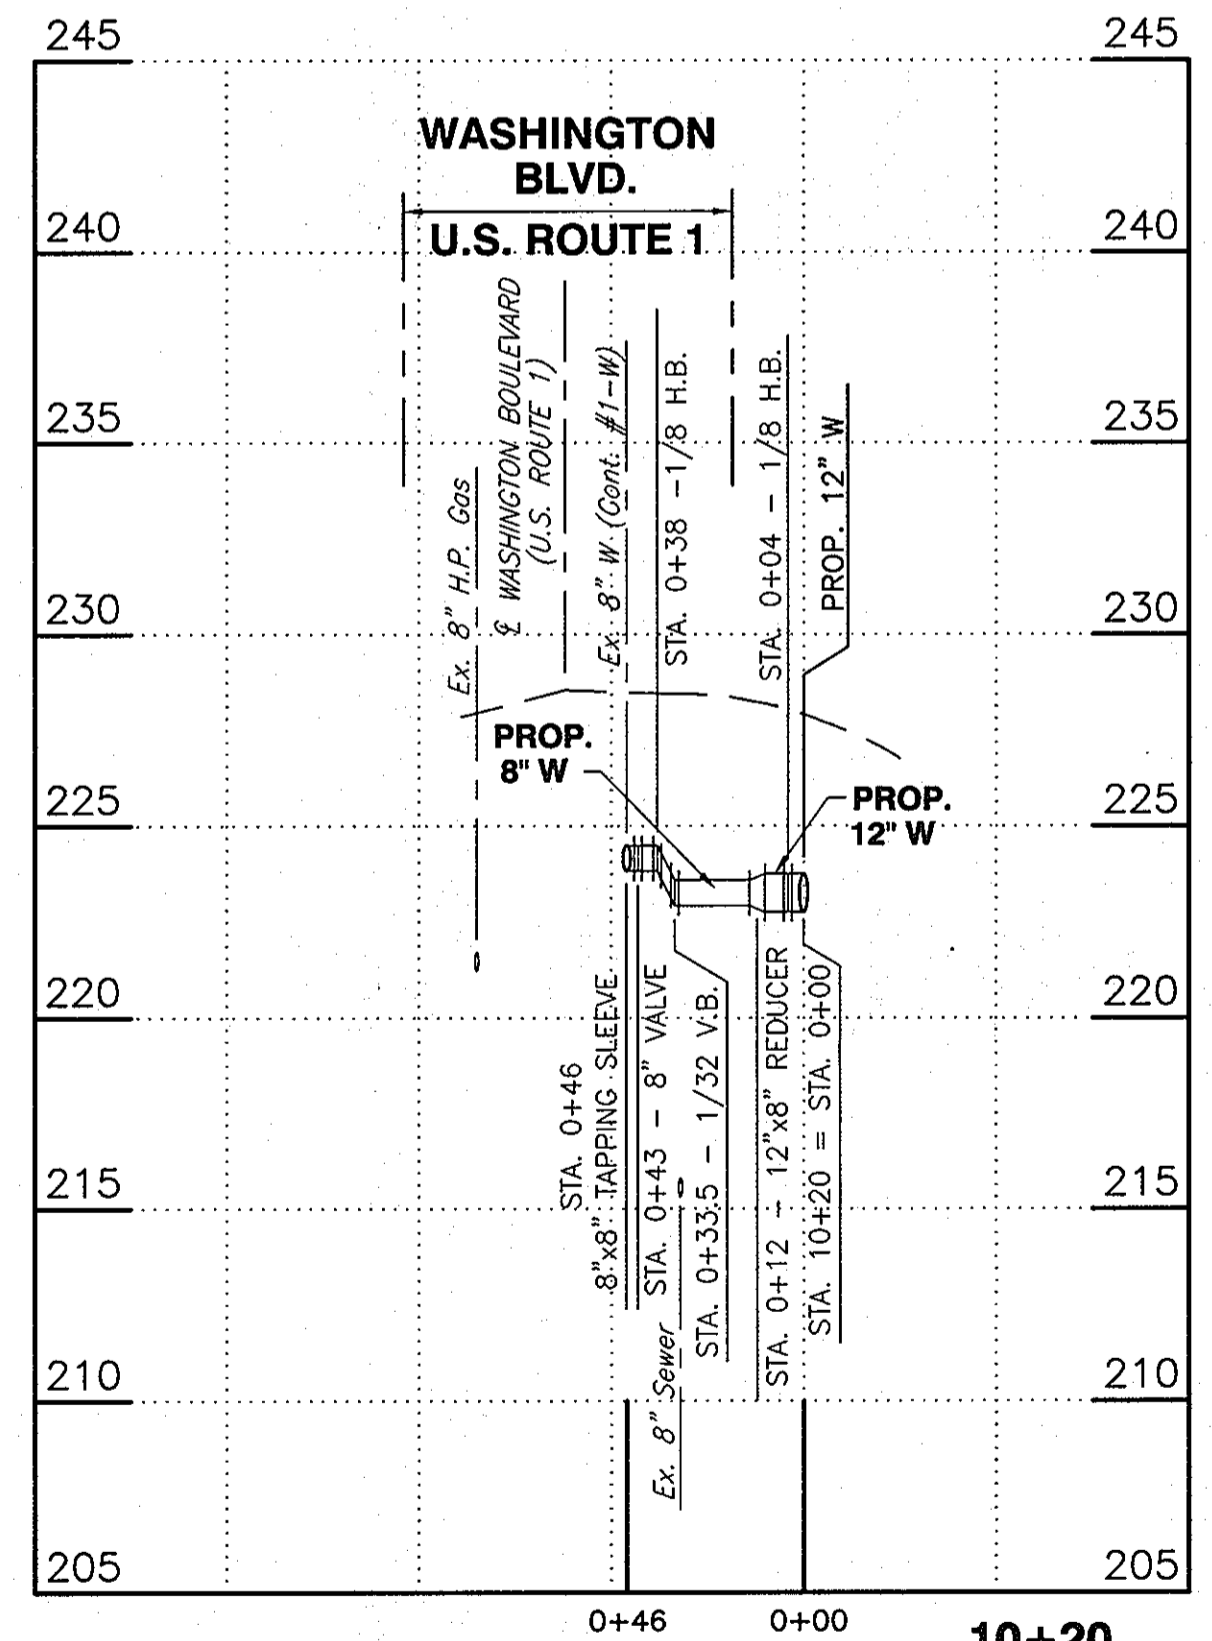 245
245
WASHINGTON
BLVD.
240
U.S. ROUTE 1
240
Ex. 8" H.P. Gas
℄ WASHINGTON BOULEVARD
(U.S. ROUTE 1)
Ex. 8" W (Cont. #1-W)
STA. 0+38 -1/8 H.B.
STA. 0+04 - 1/8 H.B.
PROP. 12" W
235
235
230
230
PROP.
8" W
225
225
PROP.
12" W
220
220
STA. 0+46
8"x8" TAPPING SLEEVE
STA. 0+43 - 8" VALVE
STA. 0+33.5 - 1/32 V.B.
STA. 0+12 - 12"x8" REDUCER
STA. 10+20 = STA. 0+00
215
215
210
210
Ex. 8" Sewer
205
205
0+46
0+00
10+20